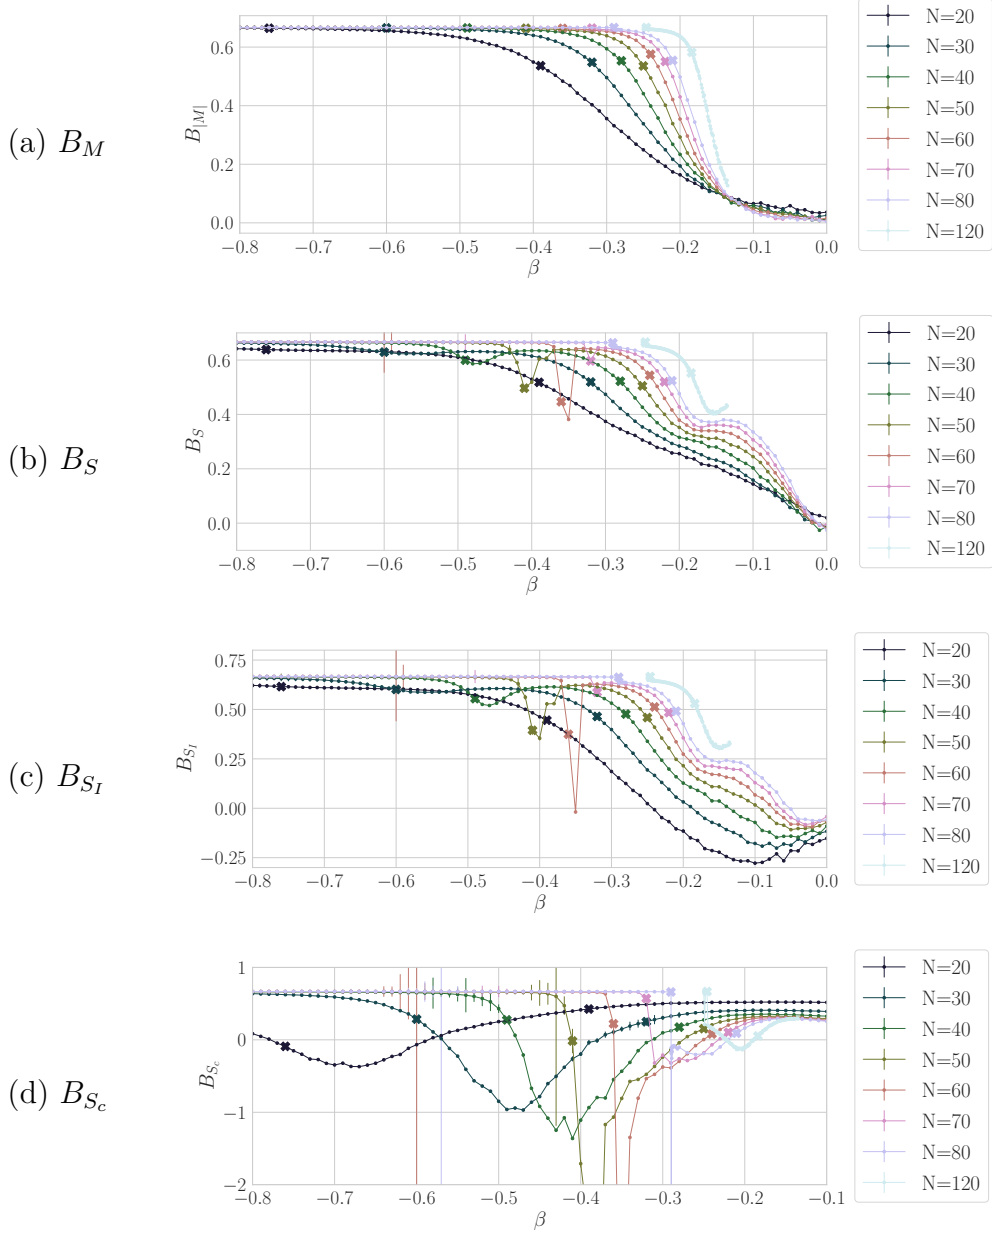 (a) B_M
B_{|M|}
0.6
0.4
0.2
0.0
−0.8 −0.7 −0.6 −0.5 −0.4 −0.3 −0.2 −0.1 0.0
β
N=20
N=30
N=40
N=50
N=60
N=70
N=80
N=120
(b) B_S
B_S
0.6
0.4
0.2
0.0
−0.8 −0.7 −0.6 −0.5 −0.4 −0.3 −0.2 −0.1 0.0
β
N=20
N=30
N=40
N=50
N=60
N=70
N=80
N=120
(c) B_{S_I}
B_{S_I}
0.75
0.50
0.25
0.00
−0.25
−0.8 −0.7 −0.6 −0.5 −0.4 −0.3 −0.2 −0.1 0.0
β
N=20
N=30
N=40
N=50
N=60
N=70
N=80
N=120
(d) B_{S_c}
B_{S_c}
1
0
−1
−2
−0.8 −0.7 −0.6 −0.5 −0.4 −0.3 −0.2 −0.1
β
N=20
N=30
N=40
N=50
N=60
N=70
N=80
N=120